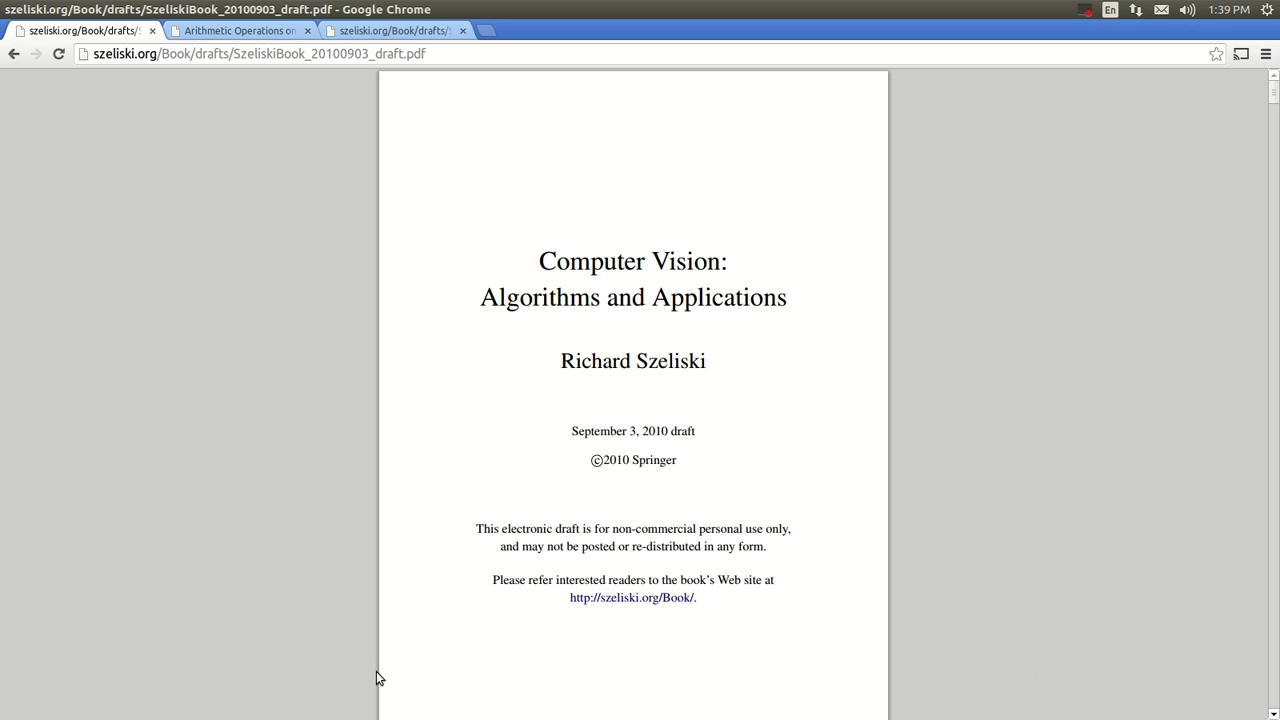 szeliski.org/Book/drafts/SzeliskiBook_20100903_draft.pdf - Google Chrome
En
1:39 PM
szeliski.org/Book/drafts/S
Arithmetic Operations on
szeliski.org/Book/drafts/S
szeliski.org/Book/drafts/SzeliskiBook_20100903_draft.pdf
Computer Vision:
Algorithms and Applications
Richard Szeliski
September 3, 2010 draft
©2010 Springer
This electronic draft is for non-commercial personal use only,
and may not be posted or re-distributed in any form.
Please refer interested readers to the book's Web site at
http://szeliski.org/Book/.